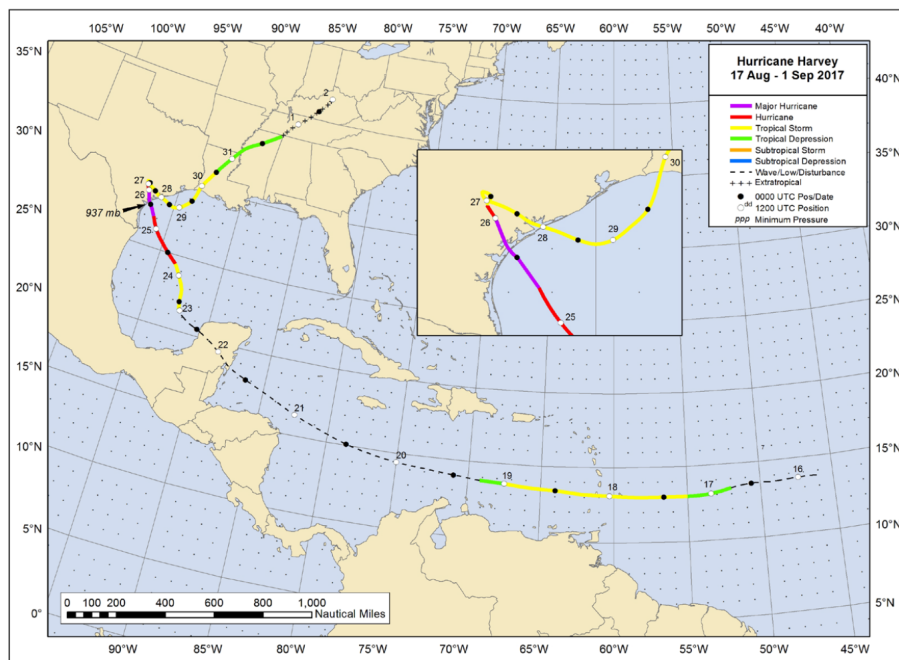 105°W 100°W 95°W 90°W 85°W 80°W 75°W 70°W 65°W 60°W 55°W 50°W 45°W
35°N
30°N
25°N
20°N
15°N
10°N
5°N
0°
40°N
35°N
30°N
25°N
20°N
15°N
10°N
5°N
Hurricane Harvey
17 Aug - 1 Sep 2017
Major Hurricane
Hurricane
Tropical Storm
Tropical Depression
Subtropical Storm
Subtropical Depression
Wave/Low/Disturbance
Extratropical
0000 UTC Pos/Date
dd 1200 UTC Position
ppp Minimum Pressure
2
1
31
30
27
28
26
29
937 mb
25
24
23
22
21
20
19
18
17
16
30
27
26
28
29
25
0 100 200 400 600 800 1,000
Nautical Miles
90°W 85°W 80°W 75°W 70°W 65°W 60°W 55°W 50°W 45°W